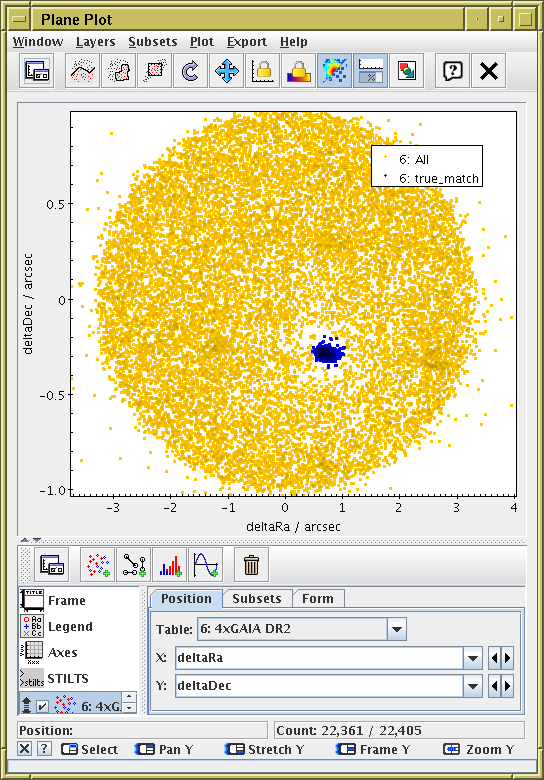 Plane Plot
Window Layers Subsets Plot Export Help
6: All
6: true_match
0.5
0
-0.5
-1.0
deltaDec / arcsec
-3 -2 -1 0 1 2 3 4
deltaRa / arcsec
Frame
Legend
Axes
STILTS
6: 4xG
Position Subsets Form
Table: 6: 4xGAIA DR2
X: deltaRa
Y: deltaDec
Position: Count: 22,361 / 22,405
Select Pan Y Stretch Y Frame Y Zoom Y